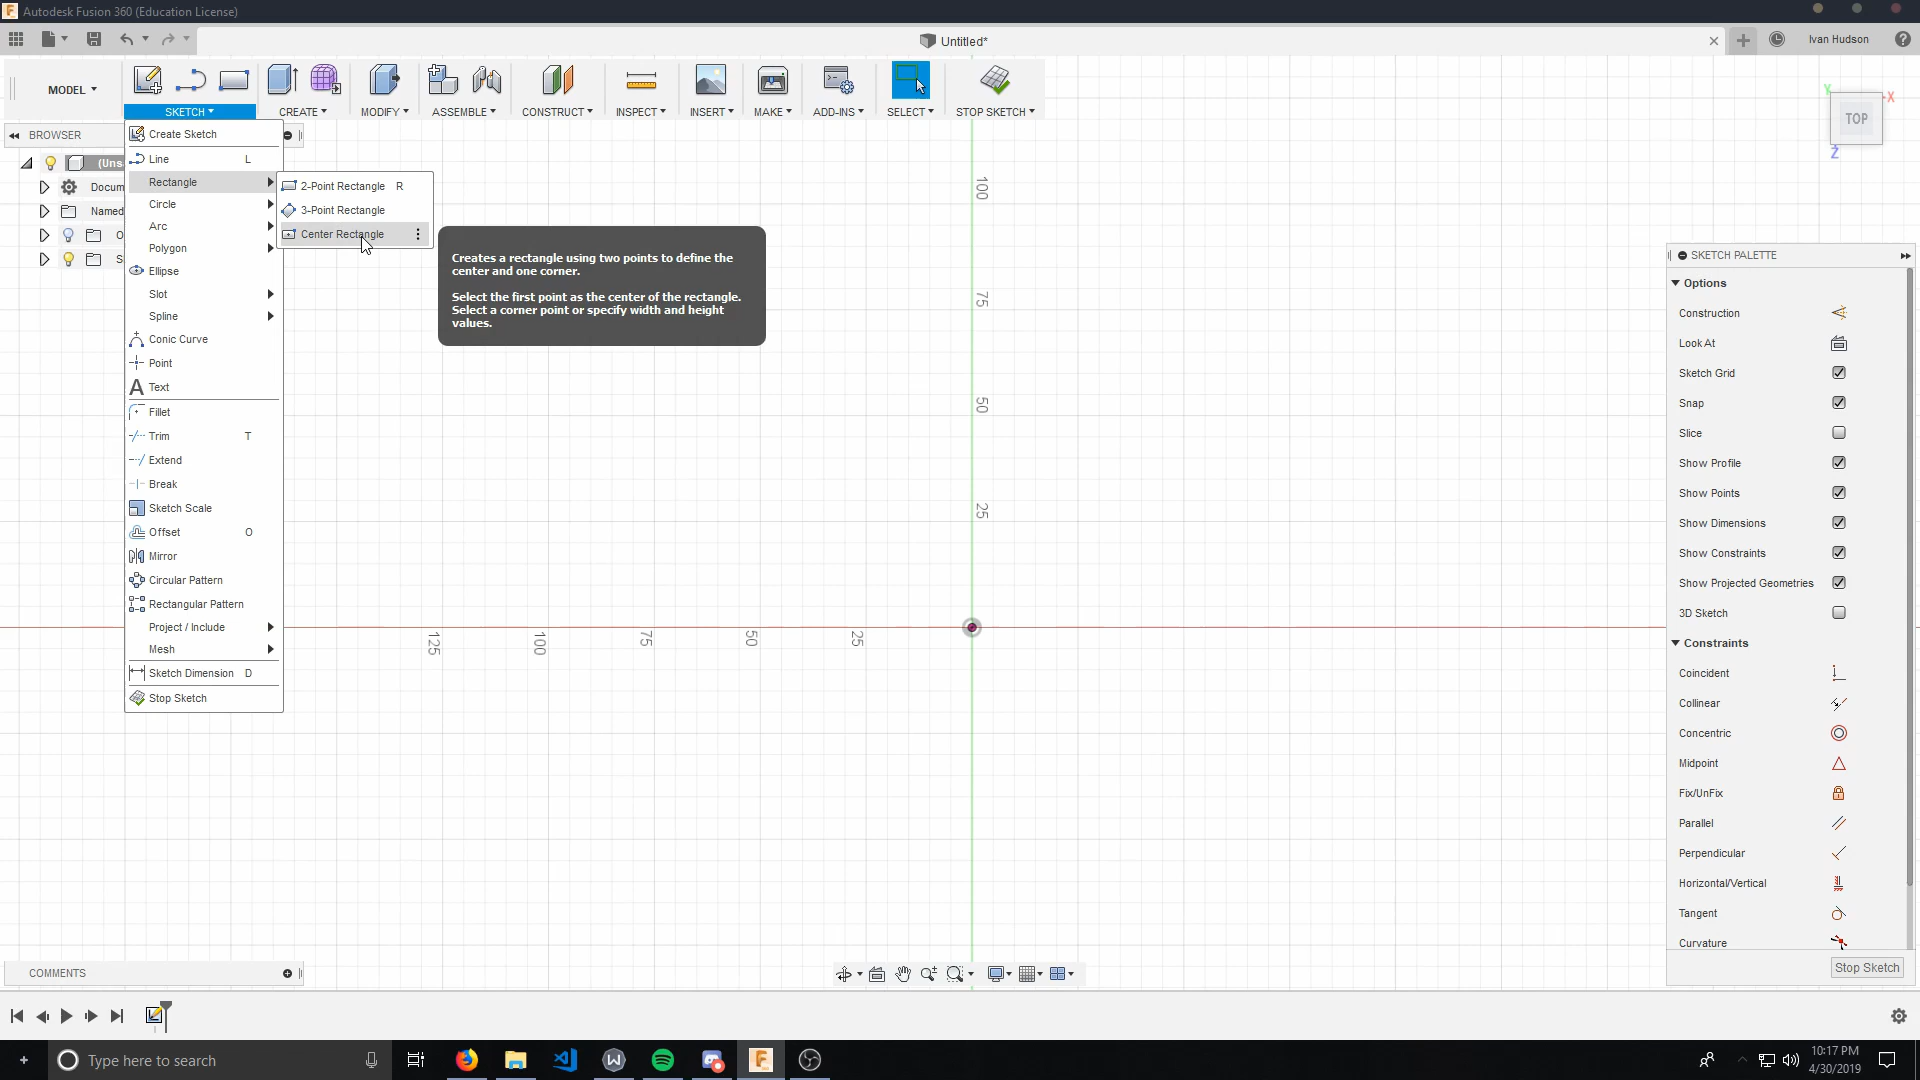 Autodesk Fusion 360 (Education License)
Untitled*
Ivan Hudson
MODEL
SKETCH
CREATE
MODIFY
ASSEMBLE
CONSTRUCT
INSPECT
INSERT
MAKE
ADD-INS
SELECT
STOP SKETCH
BROWSER
(Uns
Docum
Named
O
S
Create Sketch
Line L
Rectangle
Circle
Arc
Polygon
Ellipse
Slot
Spline
Conic Curve
Point
Text
Fillet
Trim T
Extend
Break
Sketch Scale
Offset O
Mirror
Circular Pattern
Rectangular Pattern
Project / Include
Mesh
Sketch Dimension D
Stop Sketch
2-Point Rectangle R
3-Point Rectangle
Center Rectangle
Creates a rectangle using two points to define the
center and one corner.
Select the first point as the center of the rectangle.
Select a corner point or specify width and height
values.
100
75
50
25
125
100
75
50
25
Y
X
TOP
Z
SKETCH PALETTE
Options
Construction
Look At
Sketch Grid
Snap
Slice
Show Profile
Show Points
Show Dimensions
Show Constraints
Show Projected Geometries
3D Sketch
Constraints
Coincident
Collinear
Concentric
Midpoint
Fix/UnFix
Parallel
Perpendicular
Horizontal/Vertical
Tangent
Curvature
Stop Sketch
COMMENTS
Type here to search
10:17 PM
4/30/2019